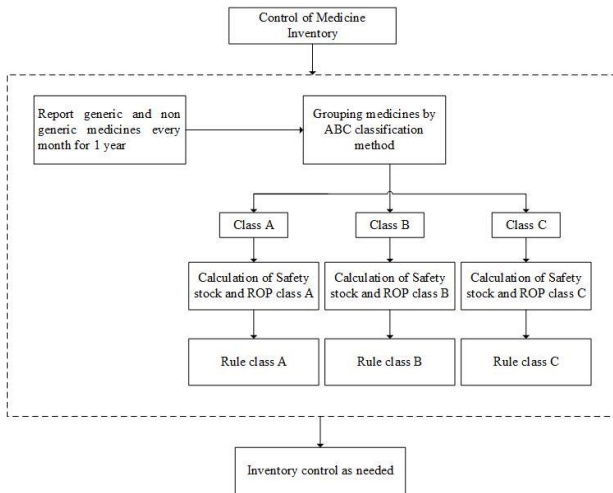 Control of Medicine
Inventory
Report generic and non
generic medicines every
month for 1 year
Grouping medicines by
ABC classification
method
Class A
Class B
Class C
Calculation of Safety
stock and ROP class A
Calculation of Safety
stock and ROP class B
Calculation of Safety
stock and ROP class C
Rule class A
Rule class B
Rule class C
Inventory control as needed